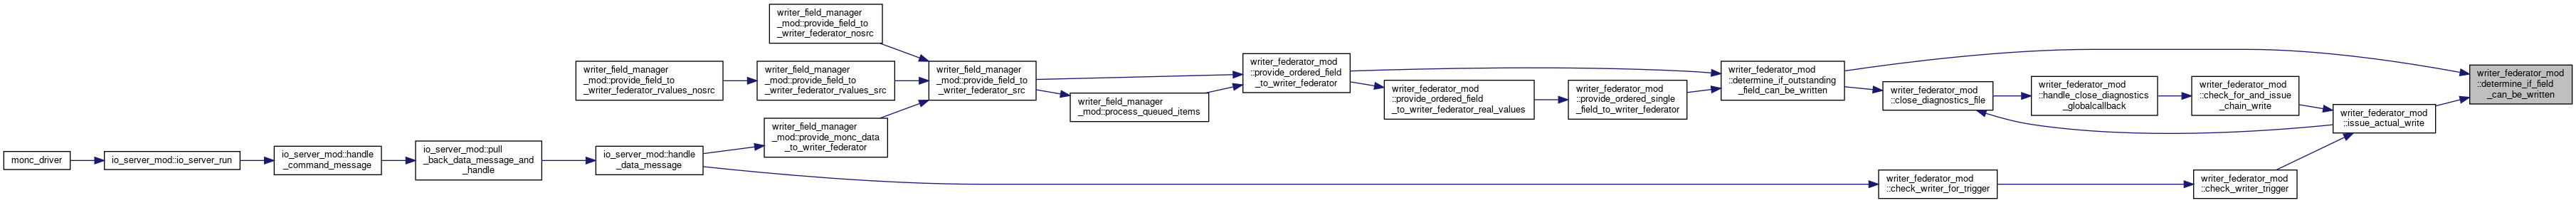 monc_driver
io_server_mod::io_server_run
io_server_mod::handle
_command_message
io_server_mod::pull
_back_data_message_and
_handle
io_server_mod::handle
_data_message
writer_field_manager
_mod::provide_field_to
_writer_federator_rvalues_nosrc
writer_field_manager
_mod::provide_field_to
_writer_federator_nosrc
writer_field_manager
_mod::provide_field_to
_writer_federator_rvalues_src
writer_field_manager
_mod::provide_monc_data
_to_writer_federator
writer_field_manager
_mod::provide_field_to
_writer_federator_src
writer_field_manager
_mod::process_queued_items
writer_federator_mod
::provide_ordered_field
_to_writer_federator
writer_federator_mod
::provide_ordered_field
_to_writer_federator_real_values
writer_federator_mod
::provide_ordered_single
_field_to_writer_federator
writer_federator_mod
::determine_if_outstanding
_field_can_be_written
writer_federator_mod
::close_diagnostics_file
writer_federator_mod
::check_writer_for_trigger
writer_federator_mod
::handle_close_diagnostics
_globalcallback
writer_federator_mod
::check_for_and_issue
_chain_write
writer_federator_mod
::check_writer_trigger
writer_federator_mod
::issue_actual_write
writer_federator_mod
::determine_if_field
_can_be_written